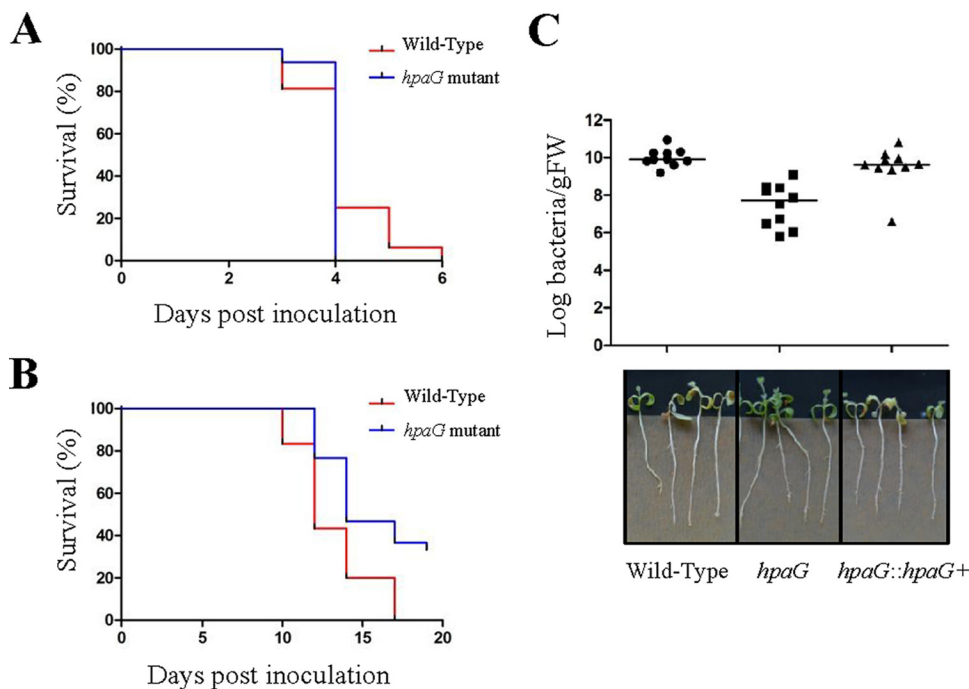 A
Wild-Type
hpaG mutant
100
80
60
40
20
0
Survival (%)
0 2 4 6
Days post inoculation
B
Wild-Type
hpaG mutant
100
80
60
40
20
0
Survival (%)
0 5 10 15 20
Days post inoculation
C
12
10
8
6
4
2
0
Log bacteria/gFW
Wild-Type hpaG hpaG::hpaG+